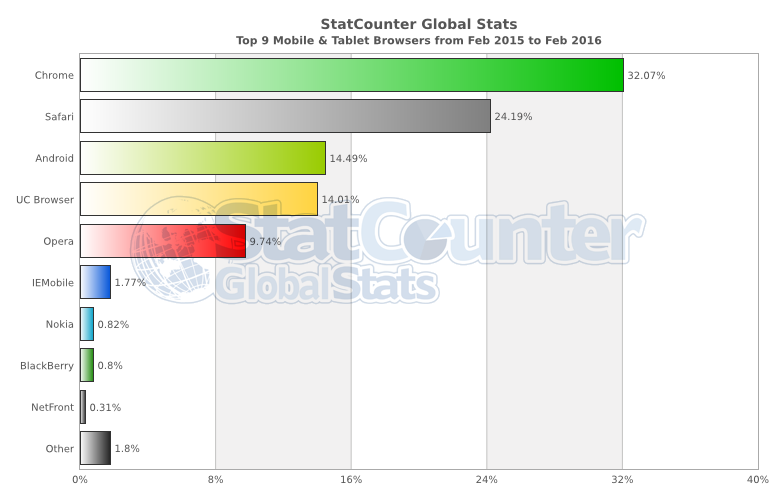 StatCounter Global Stats
Top 9 Mobile & Tablet Browsers from Feb 2015 to Feb 2016
Chrome 32.07%
Safari 24.19%
Android 14.49%
UC Browser 14.01%
StatCounter
Opera 9.74%
GlobalStats
IEMobile 1.77%
Nokia 0.82%
BlackBerry 0.8%
NetFront 0.31%
Other 1.8%
0% 8% 16% 24% 32% 40%